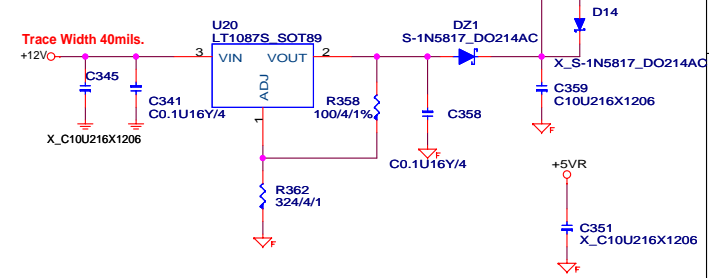 D14
U20
LT1087S_SOT89
DZ1
S-1N5817_DO214AC
Trace Width 40mils.
+12V
3
VIN
VOUT
2
X_S-1N5817_DO214AC
ADJ
C345
C341
C0.1U16Y/4
R358
100/4/1%
C358
C359
C10U216X1206
1
F
X_C10U216X1206
C0.1U16Y/4
F
+5VR
R362
324/4/1
C351
X_C10U216X1206
F
F